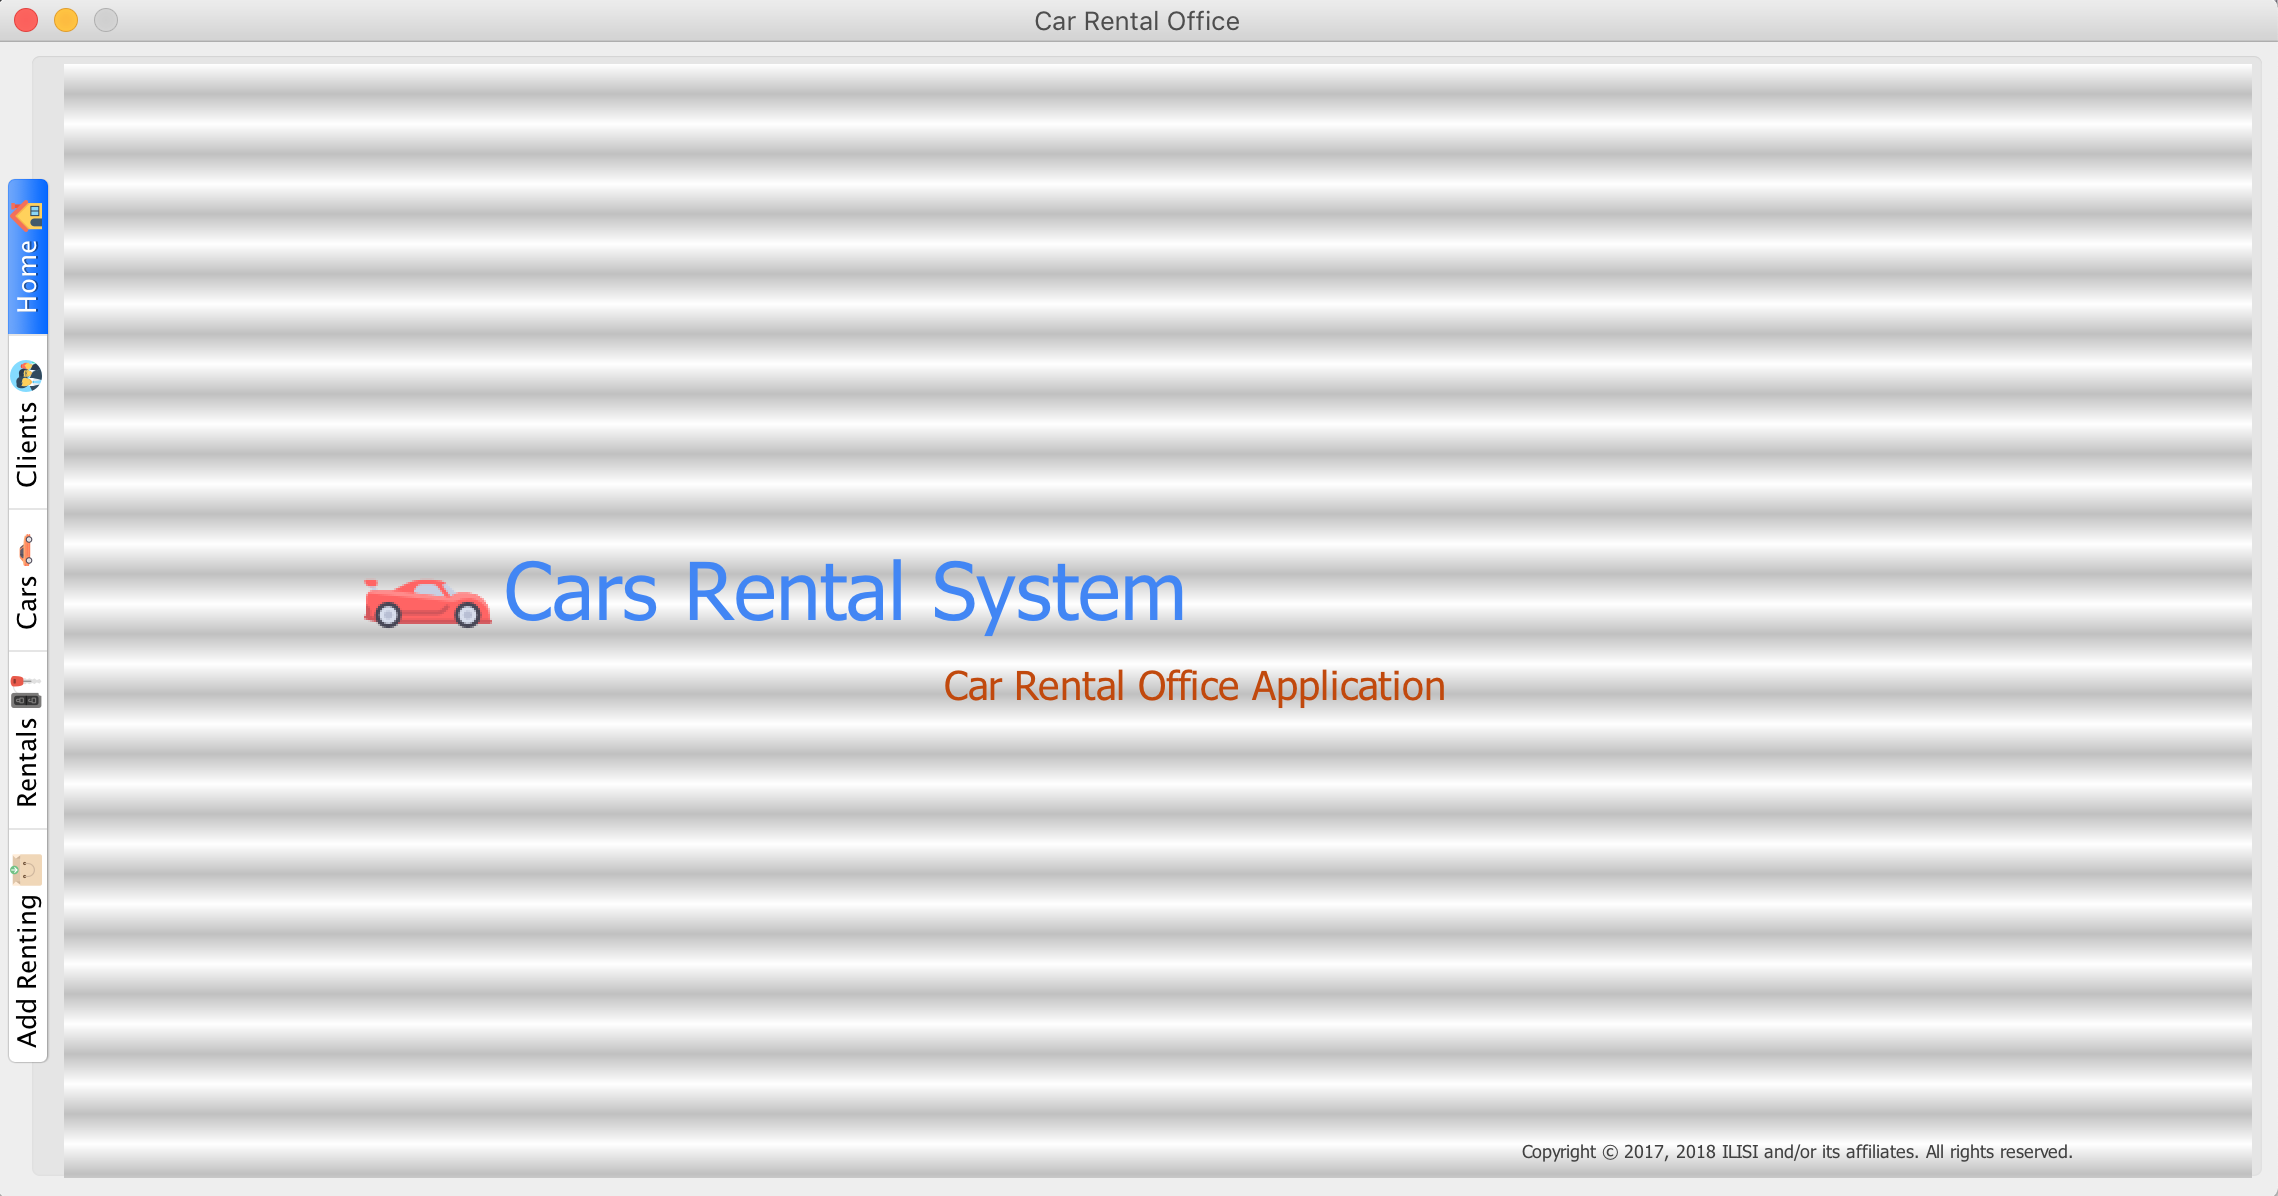 Car Rental Office
Home
Clients
Cars
Rentals
Add Renting
Cars Rental System
Car Rental Office Application
Copyright © 2017, 2018 ILISI and/or its affiliates. All rights reserved.